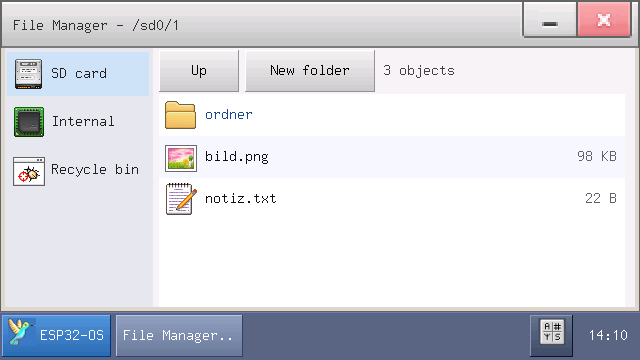 File Manager - /sd0/1
SD card
Internal
Recycle bin
Up
New folder
3 objects
ordner
bild.png
98 KB
notiz.txt
22 B
ESP32-OS
File Manager..
A#
TS
14:10